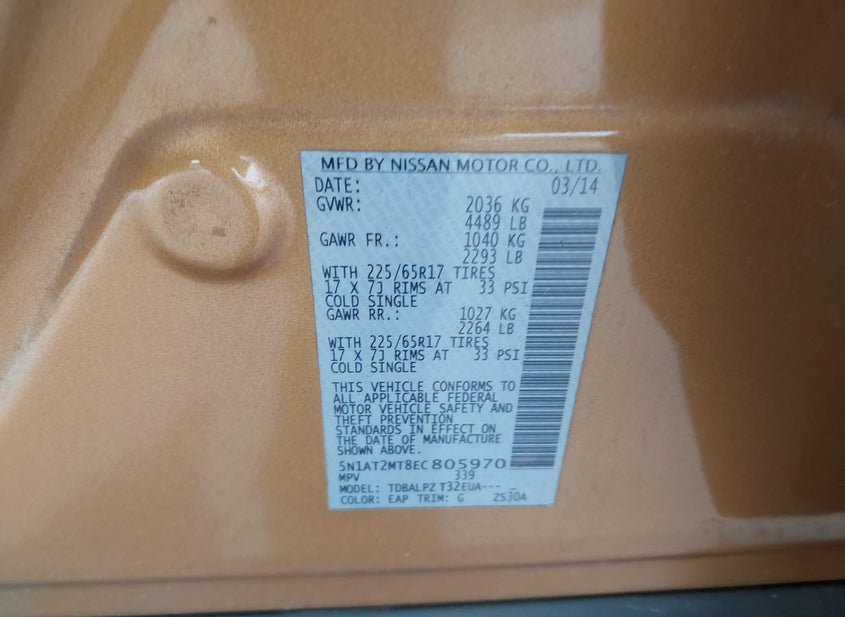 MFD BY NISSAN MOTOR CO., LTD.
DATE: 03/14
GVWR: 2036 KG
4489 LB
GAWR FR.: 1040 KG
2293 LB
WITH 225/65R17 TIRES
17 X 7J RIMS AT 33 PSI
COLD SINGLE
GAWR RR.: 1027 KG
2264 LB
WITH 225/65R17 TIRES
17 X 7J RIMS AT 33 PSI
COLD SINGLE
THIS VEHICLE CONFORMS TO
ALL APPLICABLE FEDERAL
MOTOR VEHICLE SAFETY AND
THEFT PREVENTION
STANDARDS IN EFFECT ON
THE DATE OF MANUFACTURE
SHOWN ABOVE.
5N1AT2MT8EC805970
MPV 339
MODEL: TDBALPZ T32EUA--- -
COLOR: EAP TRIM: G ZS30A